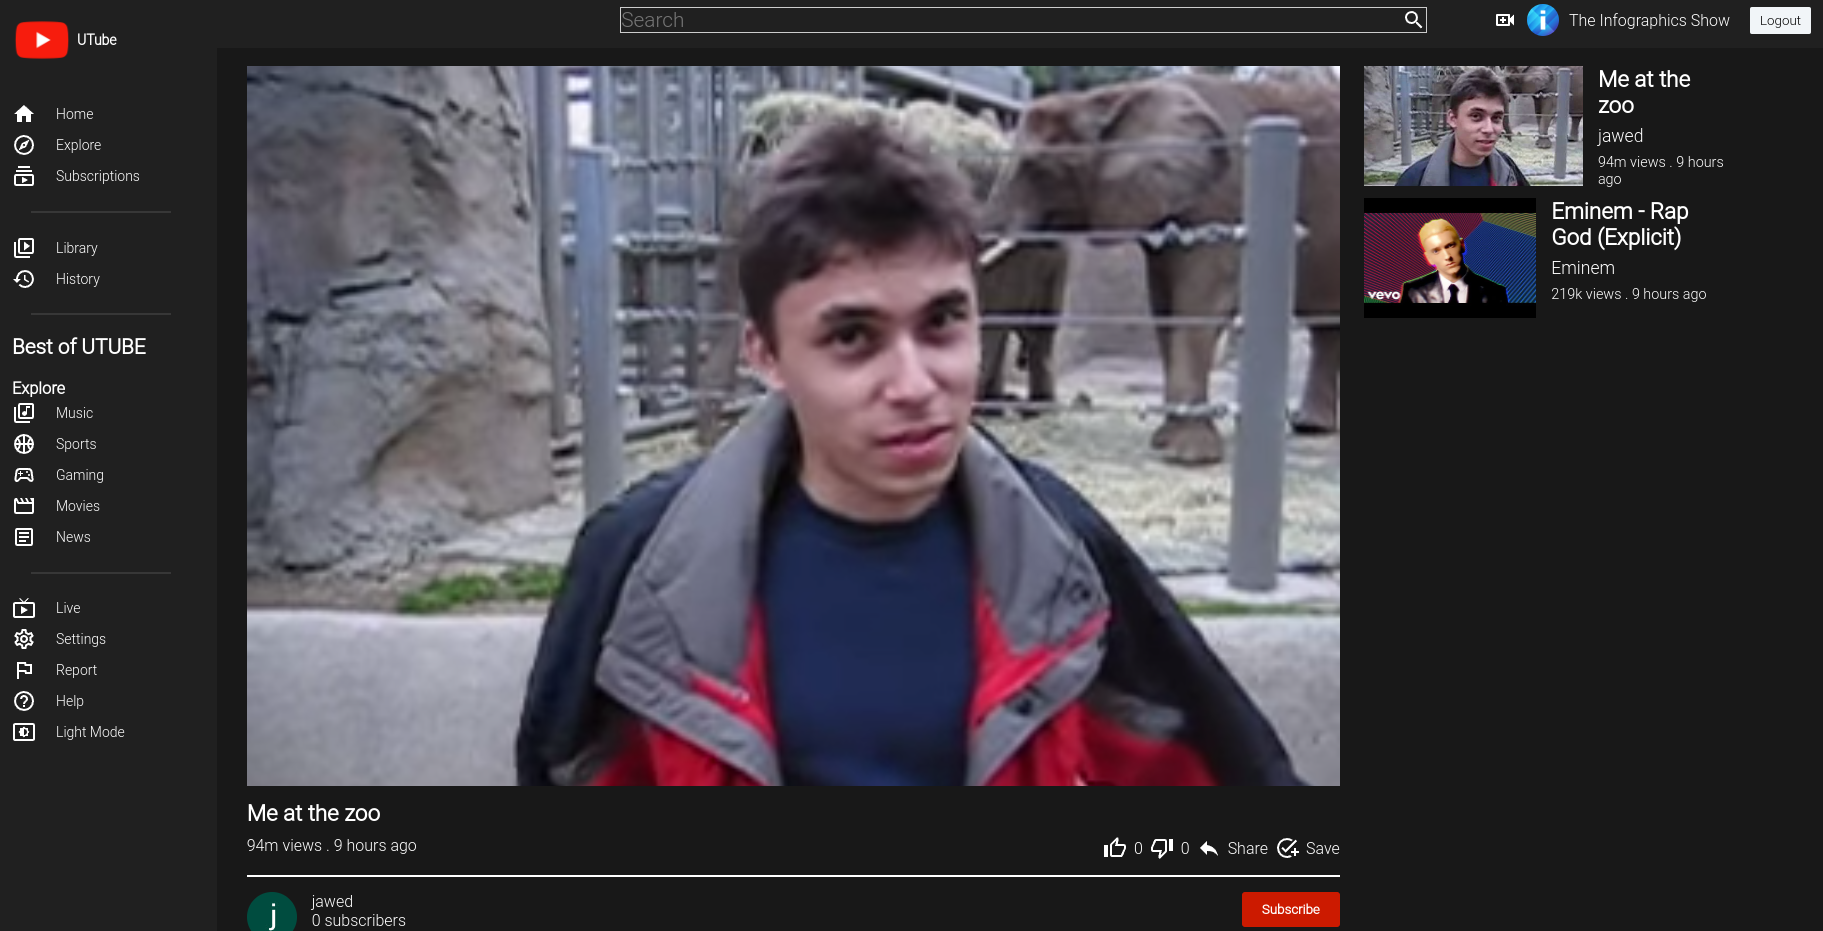 UTube
Search
i
The Infographics Show
Logout
Home
Explore
Subscriptions
Library
History
Best of UTUBE
Explore
Music
Sports
Gaming
Movies
News
Live
Settings
Report
Help
Light Mode
Me at the zoo
94m views . 9 hours ago
0
0
Share
Save
j
jawed
0 subscribers
Subscribe
Me at the
zoo
jawed
94m views . 9 hours
ago
vevo
Eminem - Rap
God (Explicit)
Eminem
219k views . 9 hours ago